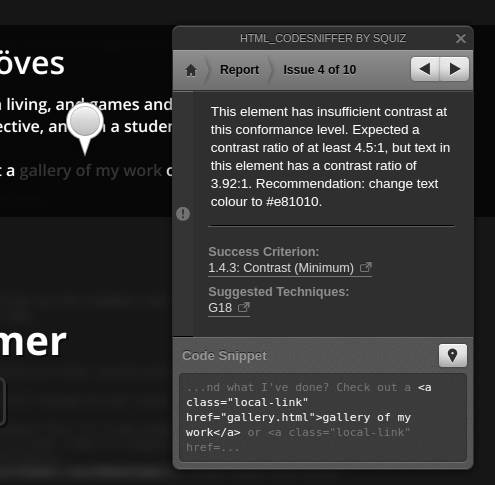 öves
living, and games and
ective, an
a studen
t a gallery of my work
mer
HTML_CODESNIFFER BY SQUIZ
Report
Issue 4 of 10
This element has insufficient contrast at
this conformance level. Expected a
contrast ratio of at least 4.5:1, but text in
this element has a contrast ratio of
3.92:1. Recommendation: change text
colour to #e81010.
Success Criterion:
1.4.3: Contrast (Minimum)
Suggested Techniques:
G18
Code Snippet
...nd what I've done? Check out a <a
class="local-link"
href="gallery.html">gallery of my
work</a> or <a class="local-link"
href=...